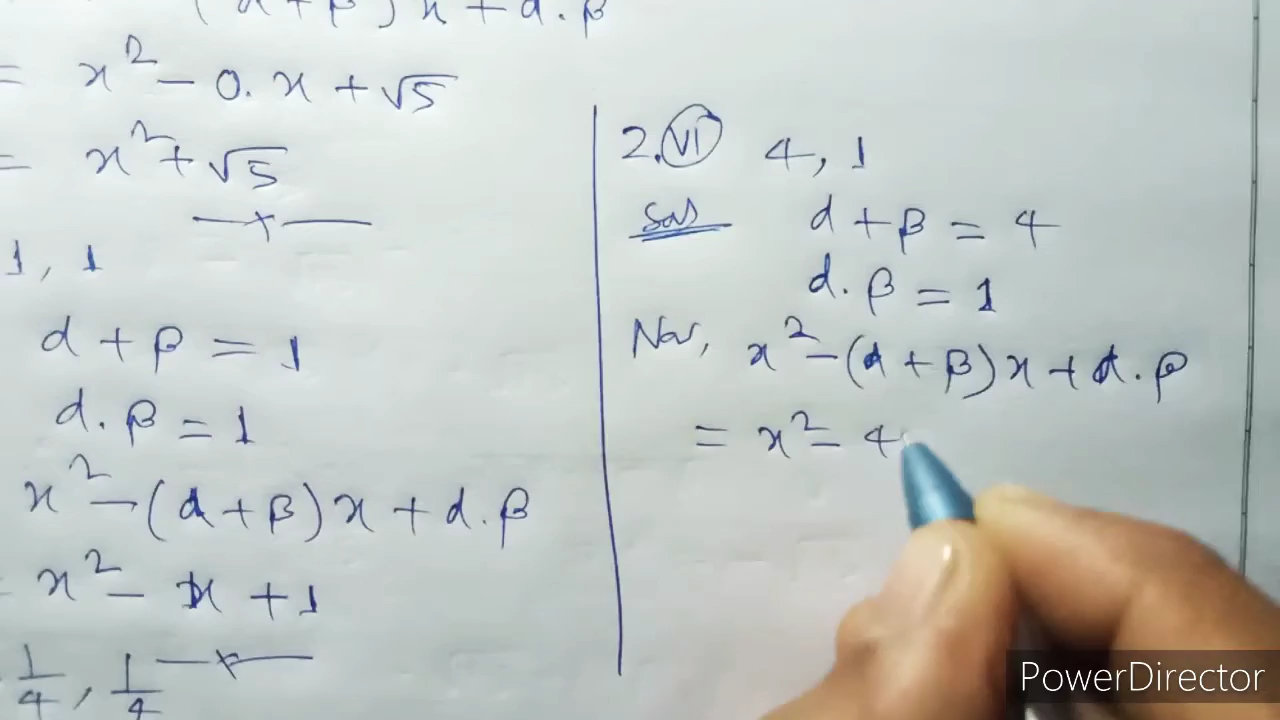 (α+β)x+α.β
= x²-0.x+√5
= x²+√5
1, 1
α+β=1
α.β=1
x²-(α+β)x+α.β
x²-x+1
1/4, 1/4
2.(vi) 4, 1
α+β=4
α.β=1
Now, x²-(α+β)x+α.β
= x²-4
PowerDirector